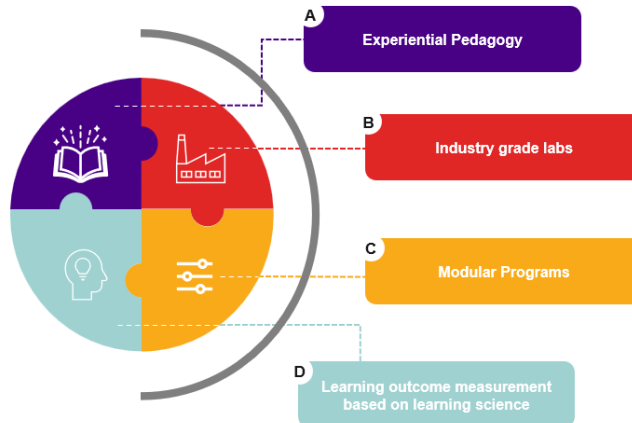 A
Experiential Pedagogy
B
Industry grade labs
C
Modular Programs
D
Learning outcome measurement
based on learning science